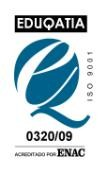 EDUQATIA
ISO 9001
0320/09
ACREDITADO POR ENAC